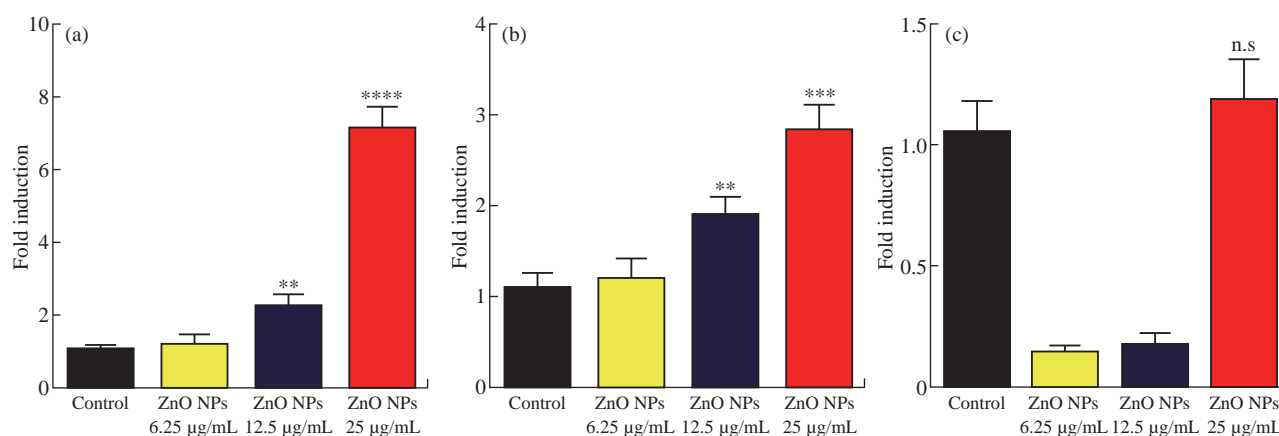 (a)
Fold induction
10
8
6
4
2
0
**
****
Control
ZnO NPs
6.25 µg/mL
ZnO NPs
12.5 µg/mL
ZnO NPs
25 µg/mL
(b)
Fold induction
4
3
2
1
0
**
***
Control
ZnO NPs
6.25 µg/mL
ZnO NPs
12.5 µg/mL
ZnO NPs
25 µg/mL
(c)
Fold induction
1.5
1.0
0.5
0
n.s
Control
ZnO NPs
6.25 µg/mL
ZnO NPs
12.5 µg/mL
ZnO NPs
25 µg/mL